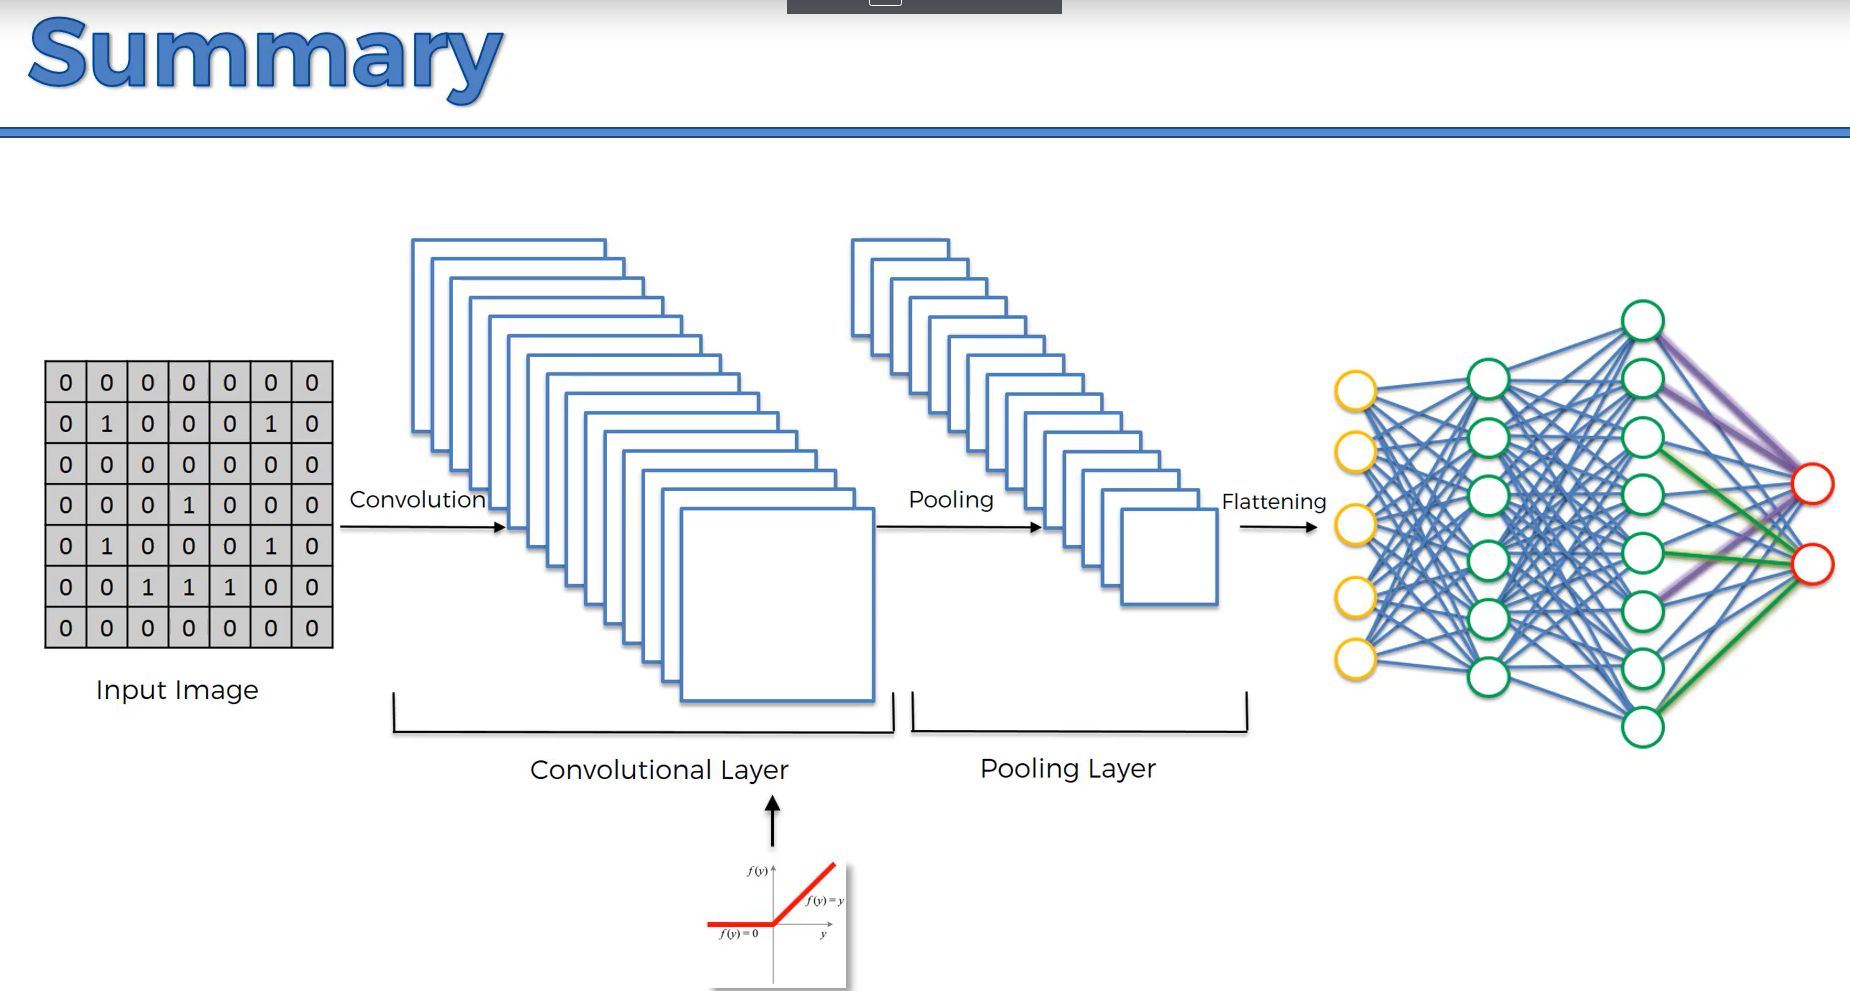 Summary
0 0 0 0 0 0 0
0 1 0 0 0 1 0
0 0 0 0 0 0 0
0 0 0 1 0 0 0
0 1 0 0 0 1 0
0 0 1 1 1 0 0
0 0 0 0 0 0 0
Input Image
Convolution
Pooling
Flattening
Convolutional Layer
Pooling Layer
f(y)
f(y) = y
f(y) = 0
y